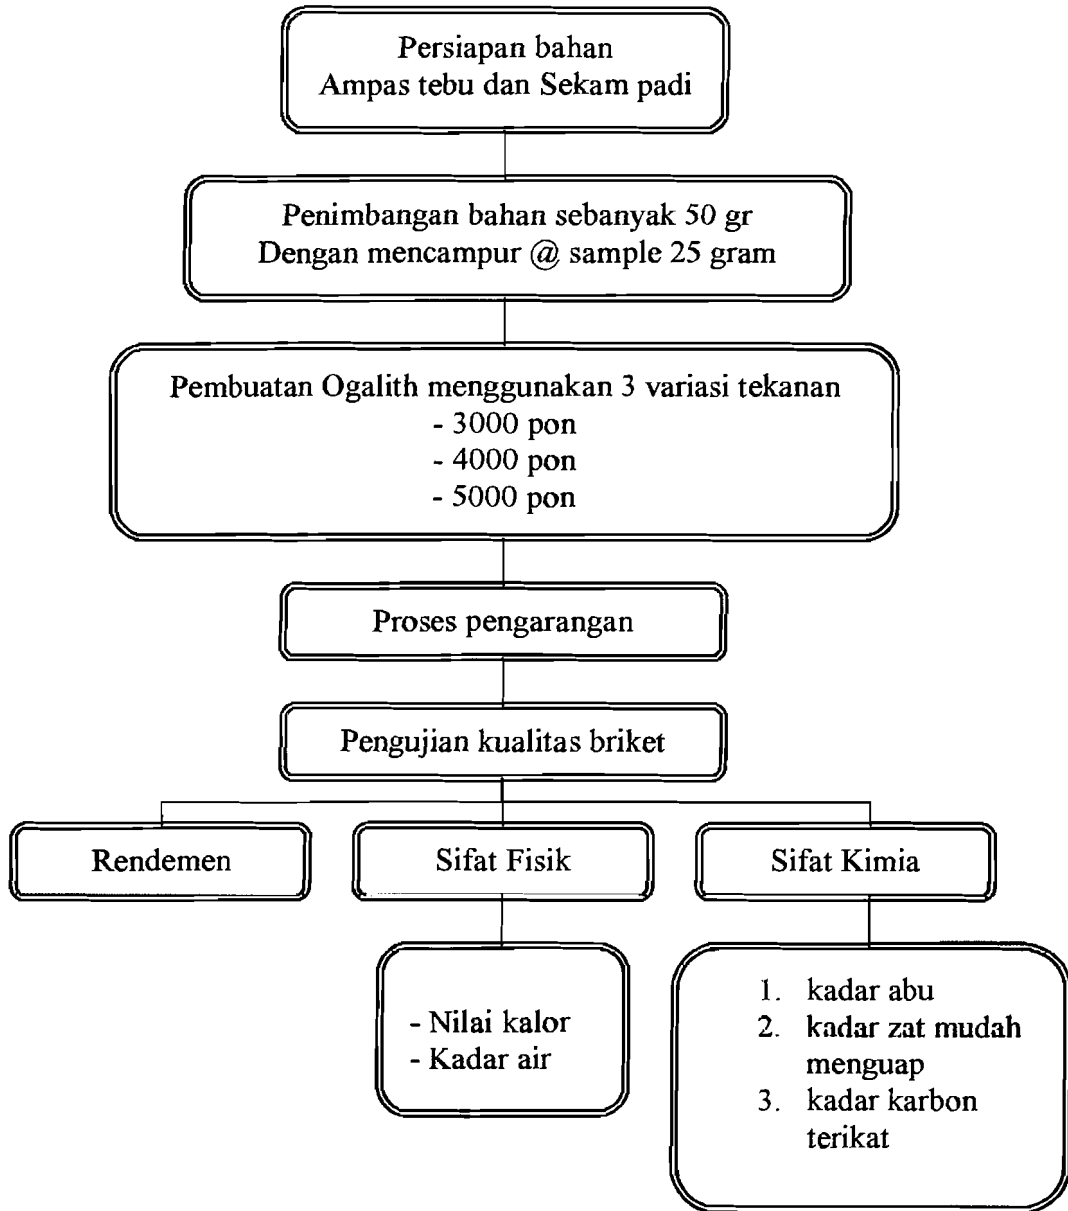 Persiapan bahan
Ampas tebu dan Sekam padi
Penimbangan bahan sebanyak 50 gr
Dengan mencampur @ sample 25 gram
Pembuatan Ogalith menggunakan 3 variasi tekanan
- 3000 pon
- 4000 pon
- 5000 pon
Proses pengarangan
Pengujian kualitas briket
Rendemen
Sifat Fisik
Sifat Kimia
- Nilai kalor
- Kadar air
1. kadar abu
2. kadar zat mudah
menguap
3. kadar karbon
terikat